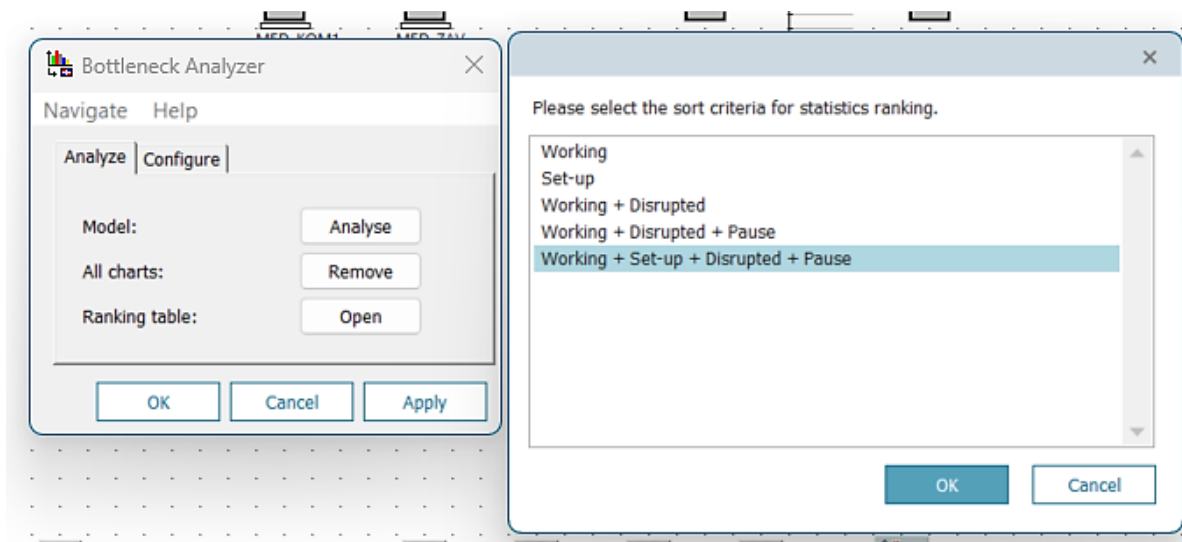 MED_KOM1 MED_ZAV
Bottleneck Analyzer
Navigate Help
Analyze Configure
Model: Analyse
All charts: Remove
Ranking table: Open
OK Cancel Apply
Please select the sort criteria for statistics ranking.
Working
Set-up
Working + Disrupted
Working + Disrupted + Pause
Working + Set-up + Disrupted + Pause
OK Cancel